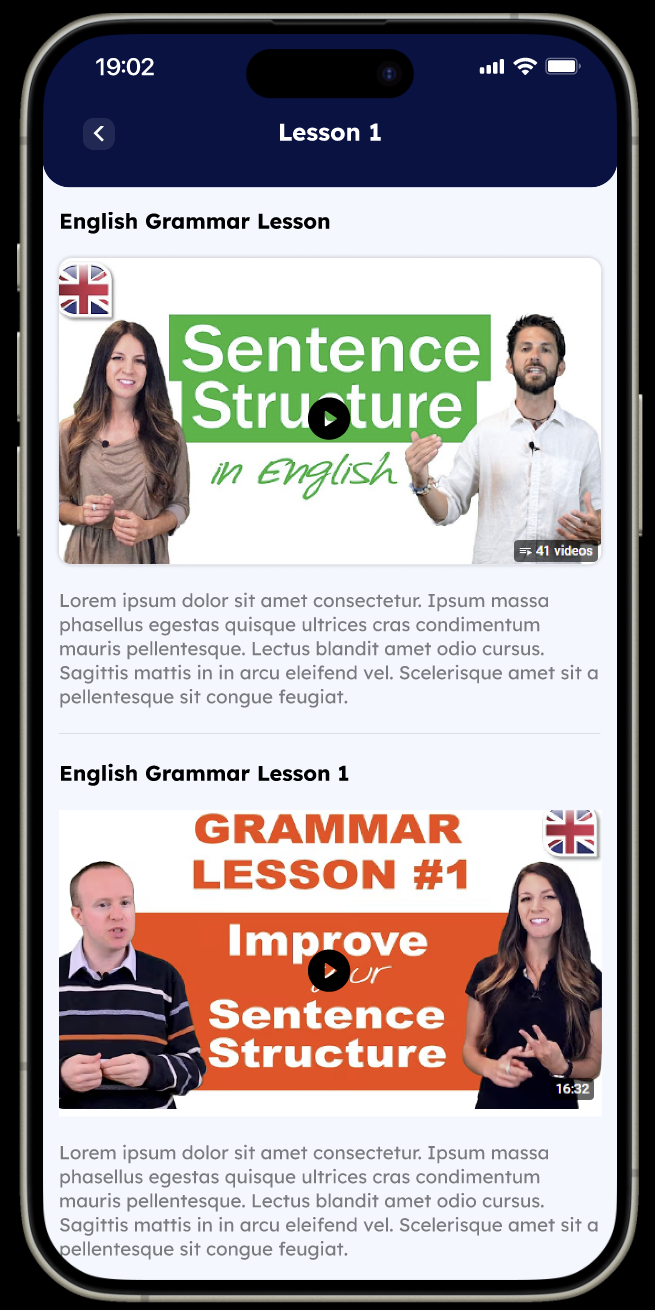 19:02
Lesson 1
English Grammar Lesson
Sentence
Structure
in English
41 videos
Lorem ipsum dolor sit amet consectetur. Ipsum massa
phasellus egestas quisque ultrices cras condimentum
mauris pellentesque. Lectus blandit amet odio cursus.
Sagittis mattis in in arcu eleifend vel. Scelerisque amet sit a
pellentesque sit congue feugiat.
English Grammar Lesson 1
GRAMMAR
LESSON #1
Improve
Sentence
Structure
16:32
Lorem ipsum dolor sit amet consectetur. Ipsum massa
phasellus egestas quisque ultrices cras condimentum
mauris pellentesque. Lectus blandit amet odio cursus.
Sagittis mattis in in arcu eleifend vel. Scelerisque amet sit a
pellentesque sit congue feugiat.